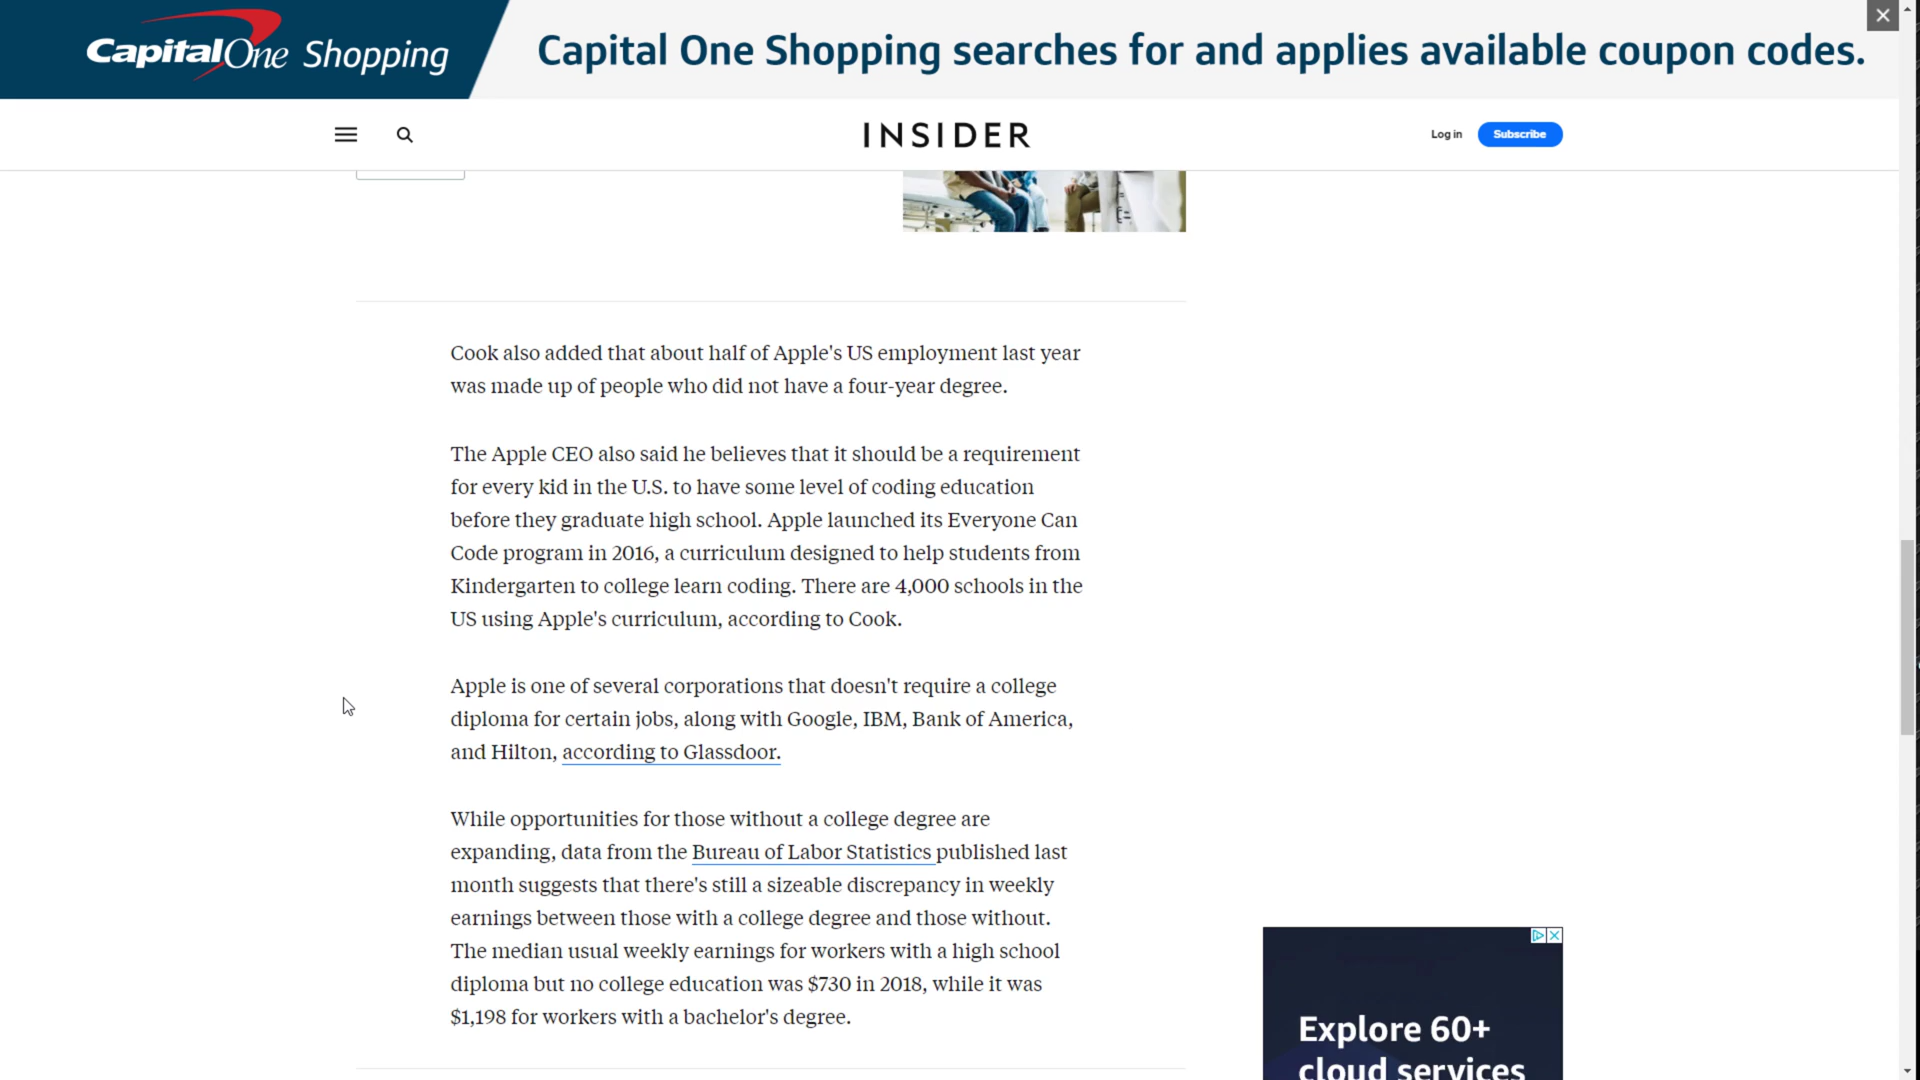 CapitalOne Shopping
Capital One Shopping searches for and applies available coupon codes.
INSIDER
Log in
Subscribe
Cook also added that about half of Apple's US employment last year
was made up of people who did not have a four-year degree.
The Apple CEO also said he believes that it should be a requirement
for every kid in the U.S. to have some level of coding education
before they graduate high school. Apple launched its Everyone Can
Code program in 2016, a curriculum designed to help students from
Kindergarten to college learn coding. There are 4,000 schools in the
US using Apple's curriculum, according to Cook.
Apple is one of several corporations that doesn't require a college
diploma for certain jobs, along with Google, IBM, Bank of America,
and Hilton, according to Glassdoor.
While opportunities for those without a college degree are
expanding, data from the Bureau of Labor Statistics published last
month suggests that there's still a sizeable discrepancy in weekly
earnings between those with a college degree and those without.
The median usual weekly earnings for workers with a high school
diploma but no college education was $730 in 2018, while it was
$1,198 for workers with a bachelor's degree.
Explore 60+
cloud services